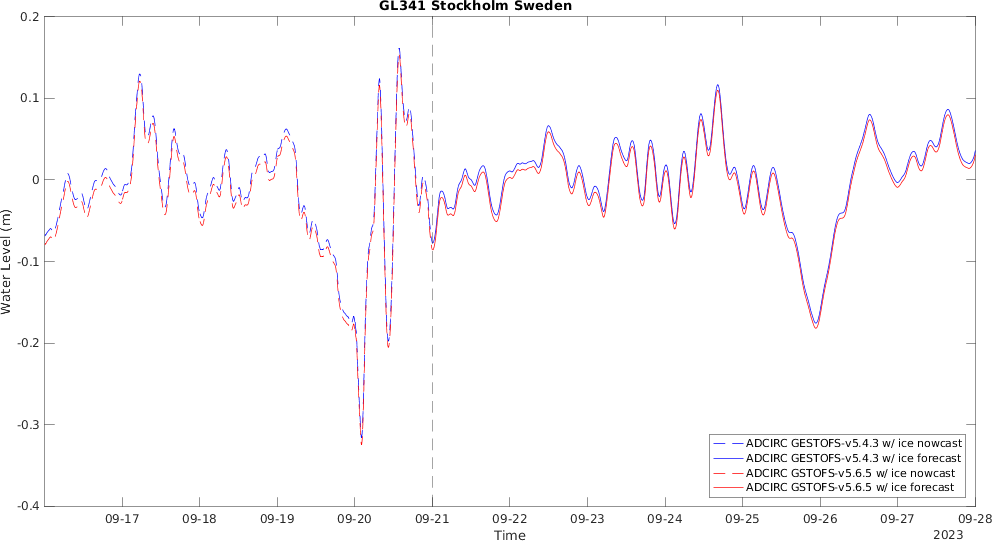 GL341 Stockholm Sweden
0.2
0.1
0
-0.1
-0.2
-0.3
-0.4
Water Level (m)
ADCIRC GESTOFS-v5.4.3 w/ ice nowcast
ADCIRC GESTOFS-v5.4.3 w/ ice forecast
ADCIRC GSTOFS-v5.6.5 w/ ice nowcast
ADCIRC GSTOFS-v5.6.5 w/ ice forecast
09-17 09-18 09-19 09-20 09-21 09-22 09-23 09-24 09-25 09-26 09-27 09-28
Time
2023